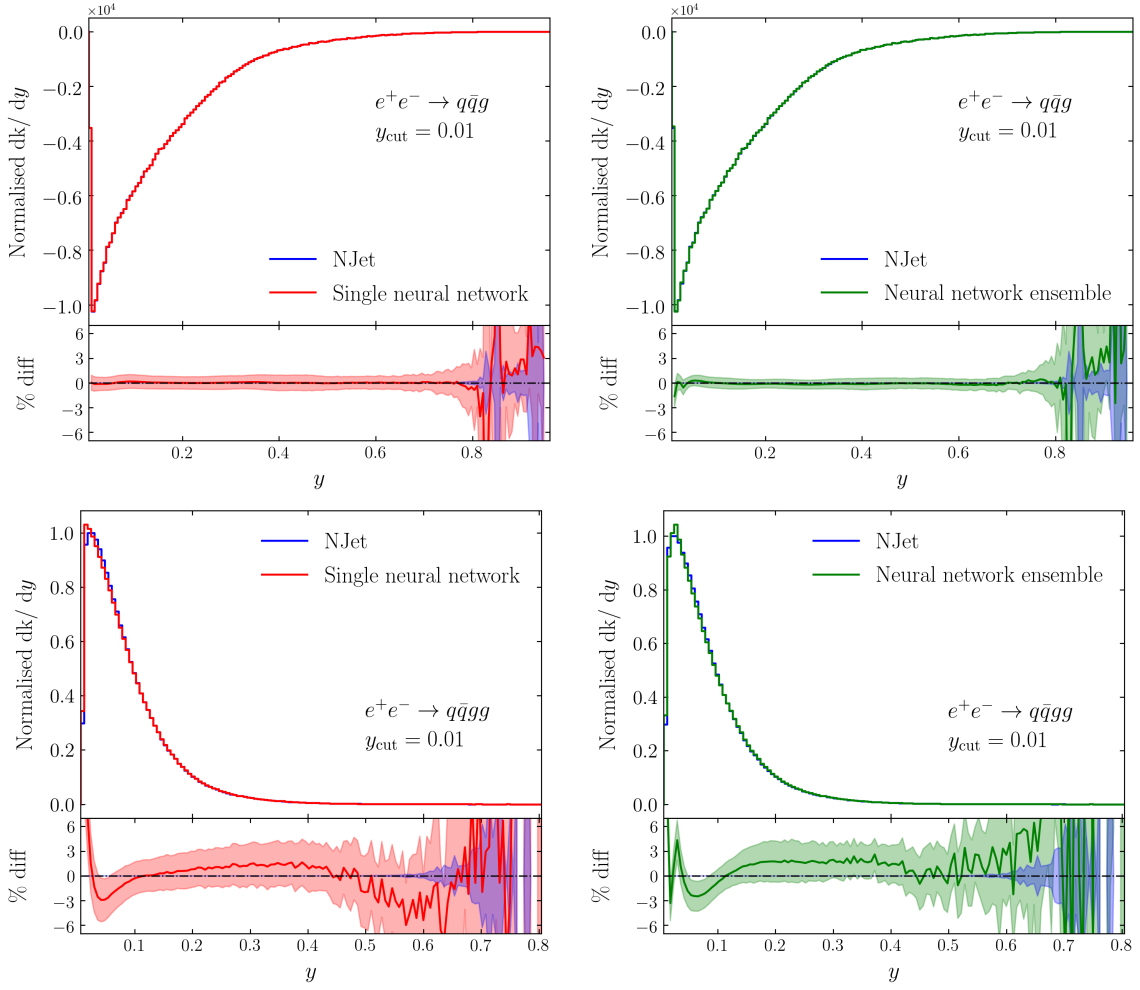 ×10⁴
0.0
−0.2
−0.4
−0.6
−0.8
−1.0
Normalised dk/ dy
e⁺e⁻ → qq̄g
y_cut = 0.01
NJet
Single neural network
6
3
0
−3
−6
% diff
0.2 0.4 0.6 0.8
y
×10⁴
0.0
−0.2
−0.4
−0.6
−0.8
−1.0
Normalised dk/ dy
e⁺e⁻ → qq̄g
y_cut = 0.01
NJet
Neural network ensemble
6
3
0
−3
−6
% diff
0.2 0.4 0.6 0.8
y
1.0
0.8
0.6
0.4
0.2
0.0
Normalised dk/ dy
NJet
Single neural network
e⁺e⁻ → qq̄gg
y_cut = 0.01
6
3
0
−3
−6
% diff
0.1 0.2 0.3 0.4 0.5 0.6 0.7 0.8
y
1.0
0.8
0.6
0.4
0.2
0.0
Normalised dk/ dy
NJet
Neural network ensemble
e⁺e⁻ → qq̄gg
y_cut = 0.01
6
3
0
−3
−6
% diff
0.1 0.2 0.3 0.4 0.5 0.6 0.7 0.8
y